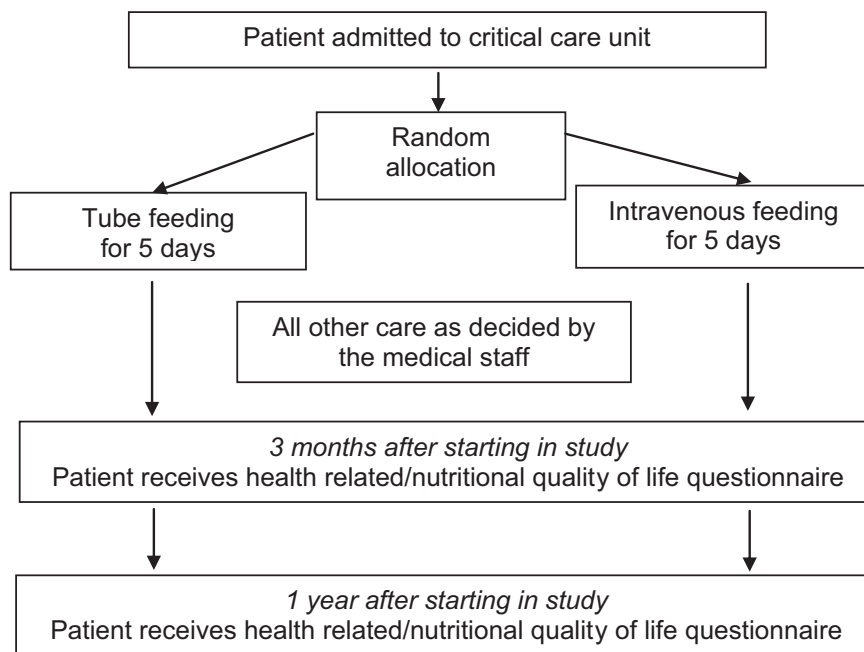 Patient admitted to critical care unit
Random
allocation
Tube feeding
for 5 days
Intravenous feeding
for 5 days
All other care as decided by
the medical staff
3 months after starting in study
Patient receives health related/nutritional quality of life questionnaire
1 year after starting in study
Patient receives health related/nutritional quality of life questionnaire